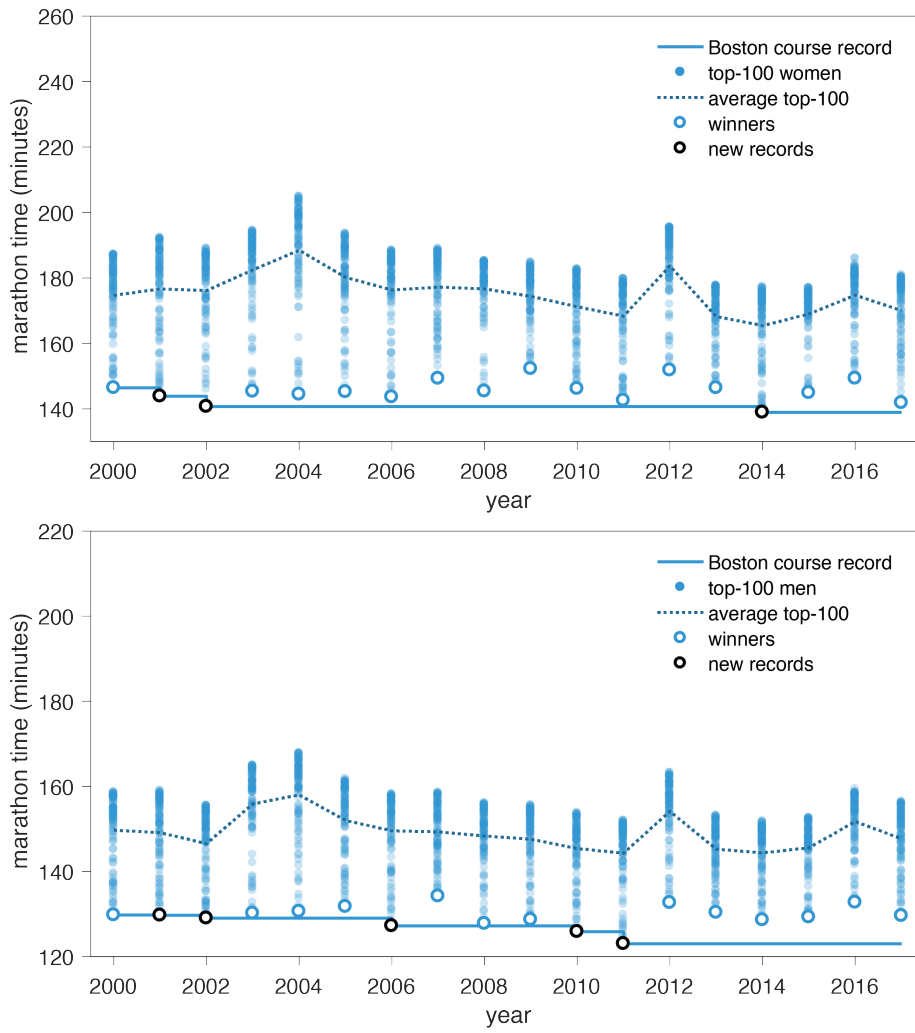 260
240
220
200
180
160
140
marathon time (minutes)
Boston course record
top-100 women
average top-100
winners
new records
2000 2002 2004 2006 2008 2010 2012 2014 2016
year
220
200
180
160
140
120
marathon time (minutes)
Boston course record
top-100 men
average top-100
winners
new records
2000 2002 2004 2006 2008 2010 2012 2014 2016
year